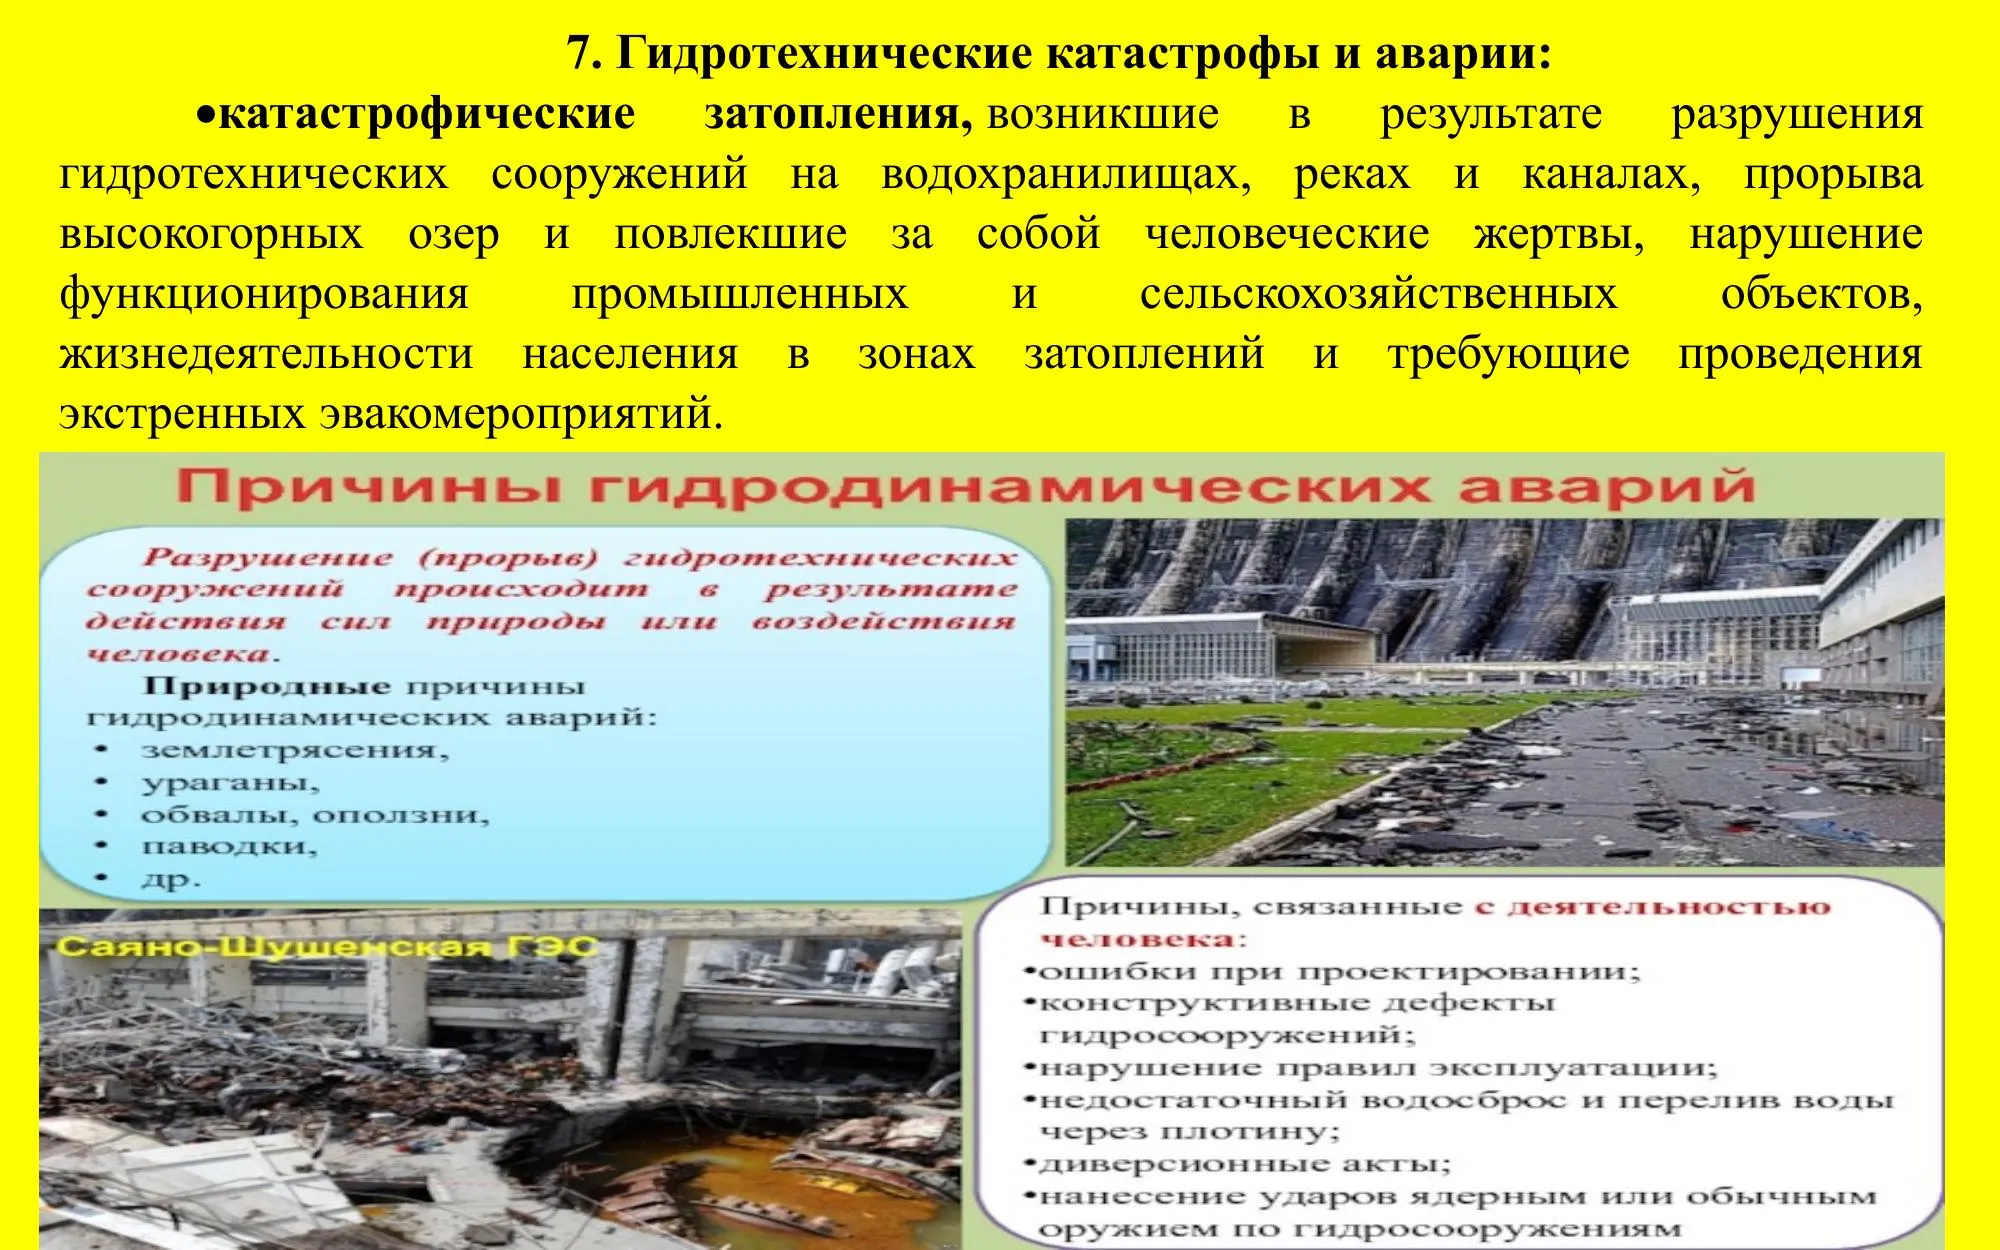 7. Гидротехнические катастрофы и аварии:
•катастрофические затопления, возникшие в результате разрушения
гидротехнических сооружений на водохранилищах, реках и каналах, прорыва
высокогорных озер и повлекшие за собой человеческие жертвы, нарушение
функционирования промышленных и сельскохозяйственных объектов,
жизнедеятельности населения в зонах затоплений и требующие проведения
экстренных эвакомероприятий.
Причины гидродинамических аварий
Разрушение (прорыв) гидротехнических
сооружений происходит в результате
действия сил природы или воздействия
человека.
Природные причины
гидродинамических аварий:
• землетрясения,
• ураганы,
• обвалы, оползни,
• паводки,
• др.
Саяно-Шушенская ГЭС
Причины, связанные с деятельностью
человека:
•ошибки при проектировании;
•конструктивные дефекты
гидросооружений;
•нарушение правил эксплуатации;
•недостаточный водосброс и перелив воды
через плотину;
•диверсионные акты;
•нанесение ударов ядерным или обычным
оружием по гидросооружениям